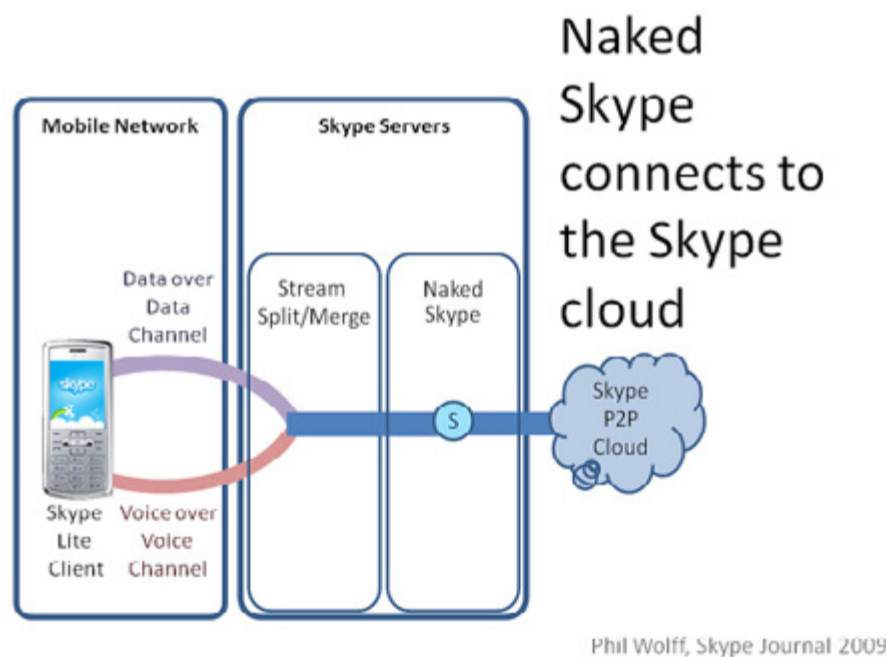 Naked
Skype
connects to
the Skype
cloud
Mobile Network
Skype Servers
Data over
Data
Channel
Stream
Split/Merge
Naked
Skype
skype
S
Skype
P2P
Cloud
Skype
Lite
Client
Voice over
Voice
Channel
Phil Wolff, Skype Journal 2009